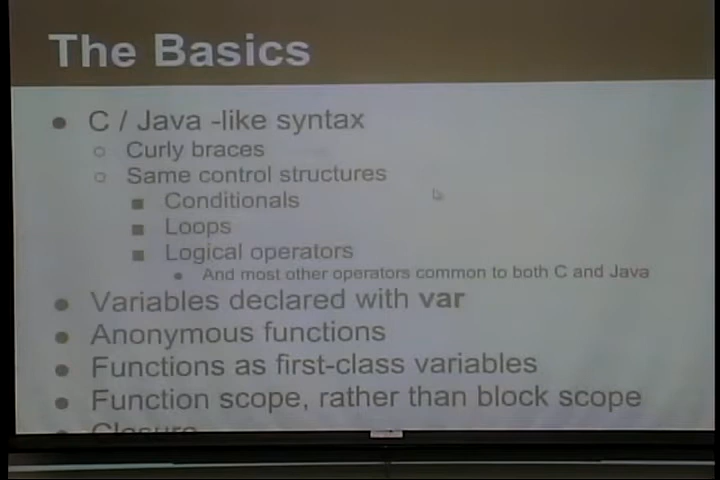 The Basics
C / Java -like syntax
Curly braces
Same control structures
Conditionals
Loops
Logical operators
And most other operators common to both C and Java
Variables declared with var
Anonymous functions
Functions as first-class variables
Function scope, rather than block scope
Closure